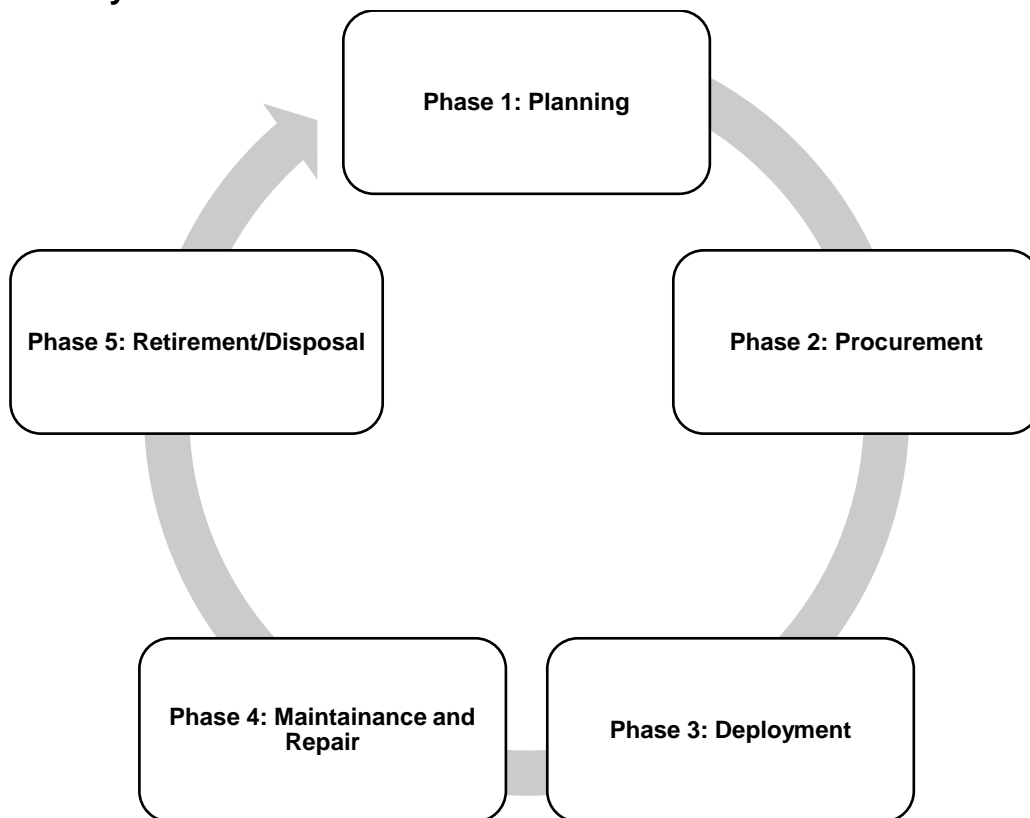 Phase 1: Planning
Phase 2: Procurement
Phase 3: Deployment
Phase 4: Maintainance and
Repair
Phase 5: Retirement/Disposal